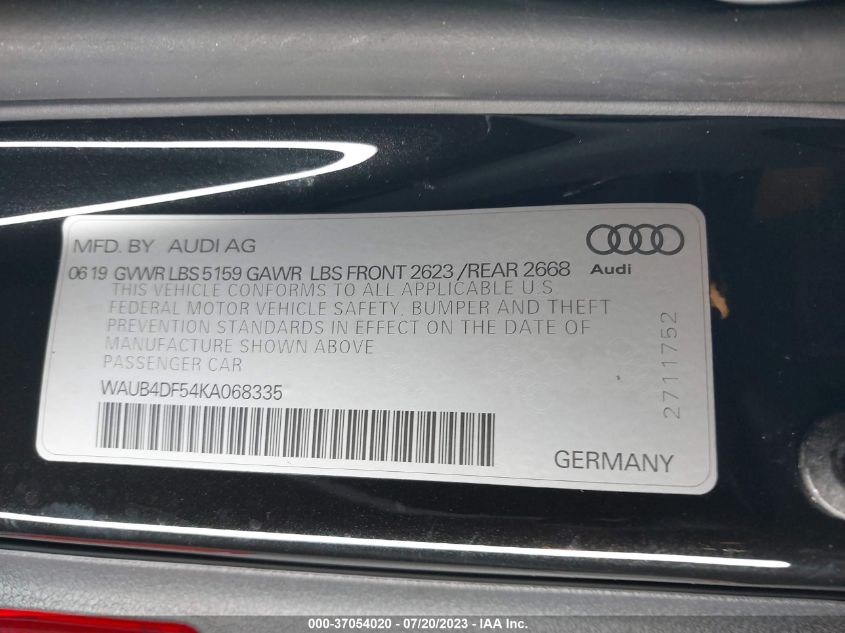 MFD. BY AUDI AG
06 19 GVWR LBS 5159 GAWR LBS FRONT 2623 /REAR 2668
Audi
THIS VEHICLE CONFORMS TO ALL APPLICABLE U.S
FEDERAL MOTOR VEHICLE SAFETY, BUMPER AND THEFT
PREVENTION STANDARDS IN EFFECT ON THE DATE OF
MANUFACTURE SHOWN ABOVE
PASSENGER CAR
WAUB4DF54KA068335
2711752
GERMANY
000-37054020 - 07/20/2023 - © IAA Inc.